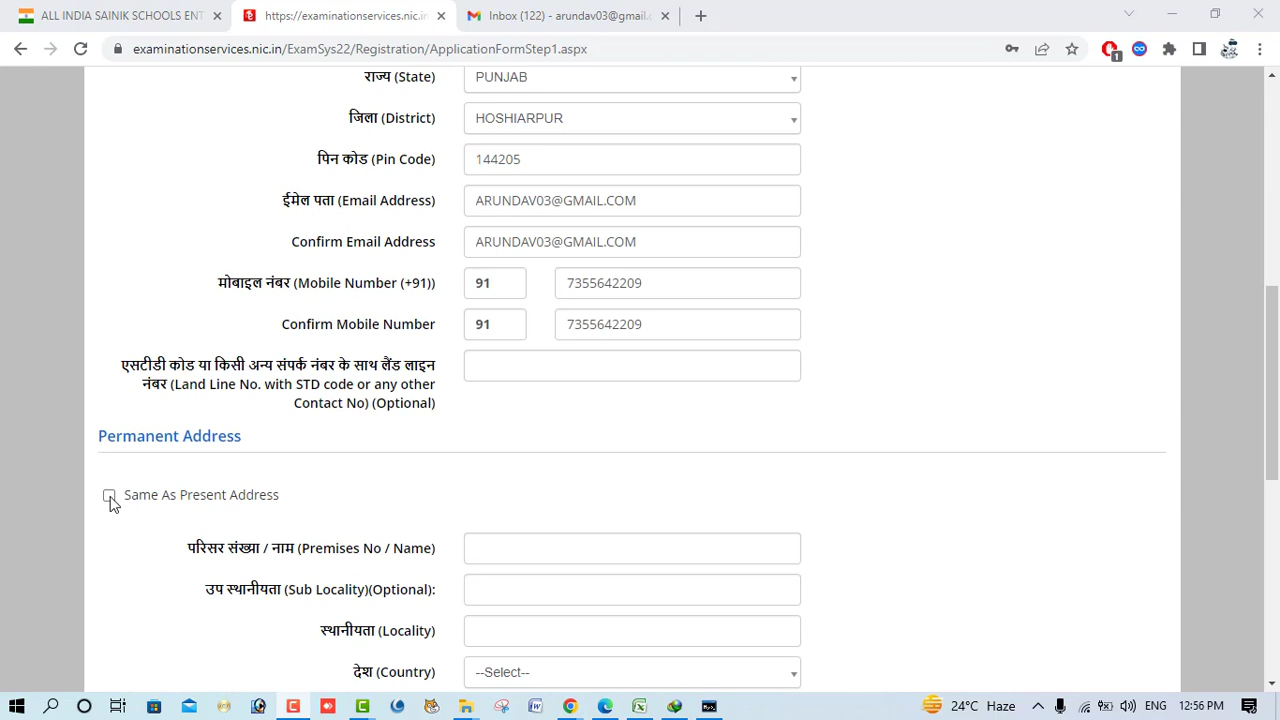 ALL INDIA SAINIK SCHOOLS ENT
https://examinationservices.nic.in
Inbox (122) - arundav03@gmail.c
examinationservices.nic.in/ExamSys22/Registration/ApplicationFormStep1.aspx
1
राज्य (State) PUNJAB
जिला (District) HOSHIARPUR
पिन कोड (Pin Code) 144205
ईमेल पता (Email Address) ARUNDAV03@GMAIL.COM
Confirm Email Address ARUNDAV03@GMAIL.COM
मोबाइल नंबर (Mobile Number (+91)) 91 7355642209
Confirm Mobile Number 91 7355642209
एसटीडी कोड या किसी अन्य संपर्क नंबर के साथ लैंड लाइन
नंबर (Land Line No. with STD code or any other
Contact No) (Optional)
Permanent Address
Same As Present Address
परिसर संख्या / नाम (Premises No / Name)
उप स्थानीयता (Sub Locality)(Optional):
स्थानीयता (Locality)
देश (Country) --Select--
24°C Haze ENG 12:56 PM